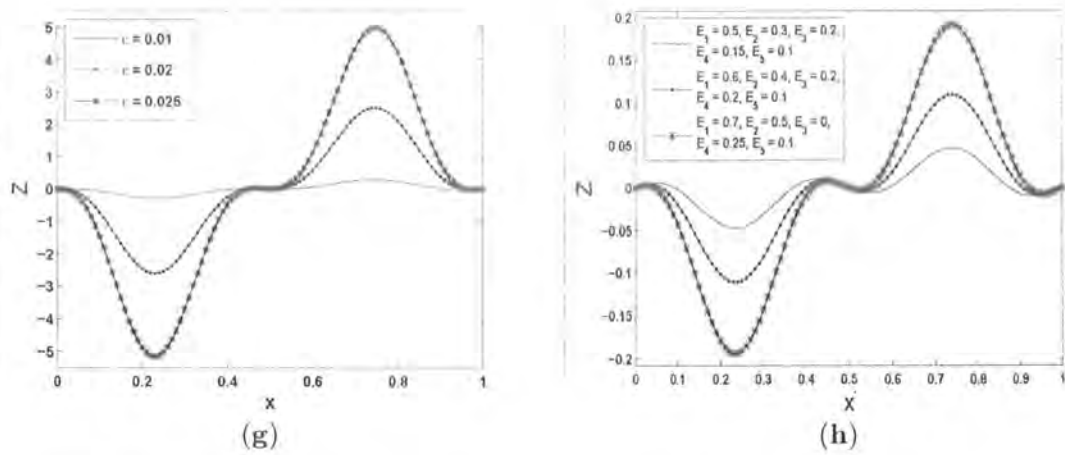 ε = 0.01
ε = 0.02
ε = 0.025
5
4
3
2
1
0
−1
−2
−3
−4
−5
Z
0
0.2
0.4
0.6
0.8
1
x
(g)
E1 = 0.5, E2 = 0.3, E3 = 0.2,
E4 = 0.15, E5 = 0.1
E1 = 0.6, E2 = 0.4, E3 = 0.2,
E4 = 0.2, E5 = 0.1
E1 = 0.7, E2 = 0.5, E3 = 0,
E4 = 0.25, E5 = 0.1
0.2
0.15
0.1
0.05
0
−0.05
−0.1
−0.15
−0.2
Z
0
0.1
0.2
0.3
0.4
0.5
0.6
0.7
0.8
0.9
1
x
(h)